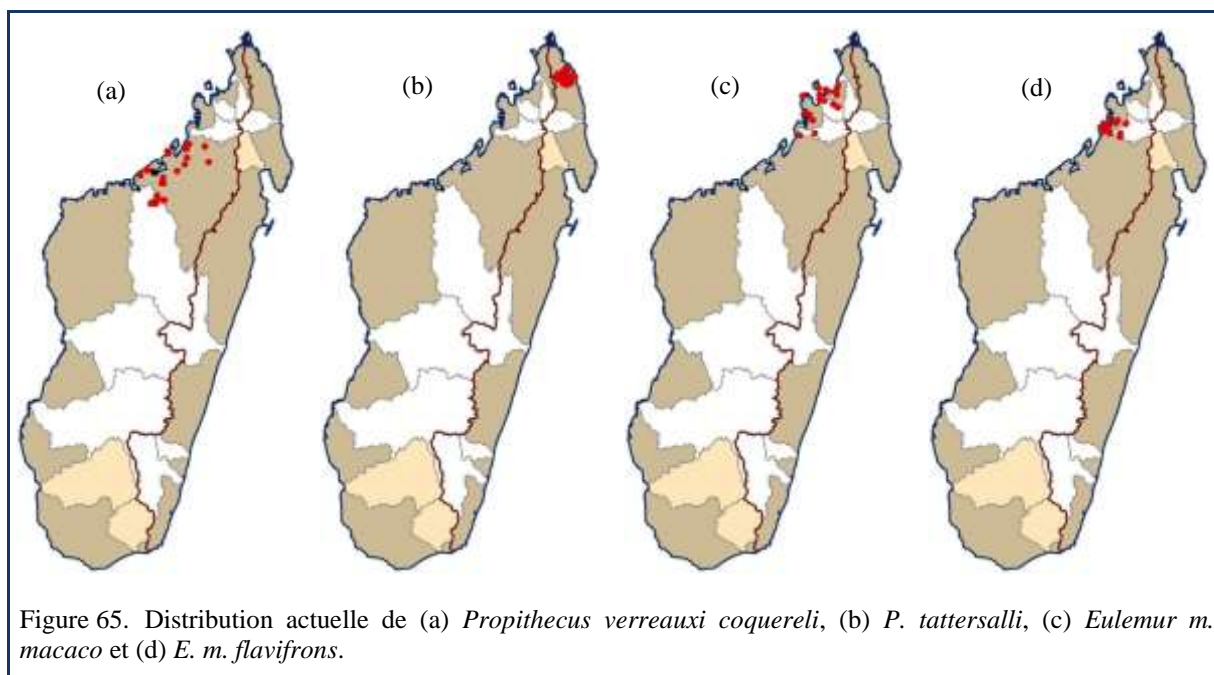 (a)
(b)
(c)
(d)
Figure 65. Distribution actuelle de (a) Propithecus verreauxi coquereli, (b) P. tattersalli, (c) Eulemur m.
macaco et (d) E. m. flavifrons.